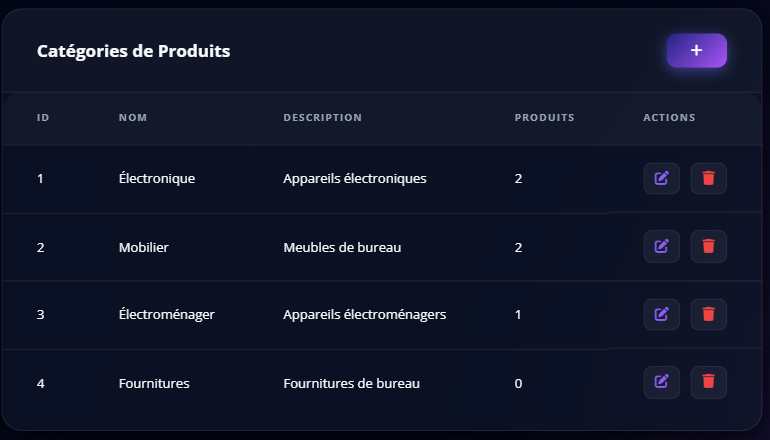 Catégories de Produits
+
ID NOM DESCRIPTION PRODUITS ACTIONS
1 Électronique Appareils électroniques 2
2 Mobilier Meubles de bureau 2
3 Électroménager Appareils électroménagers 1
4 Fournitures Fournitures de bureau 0